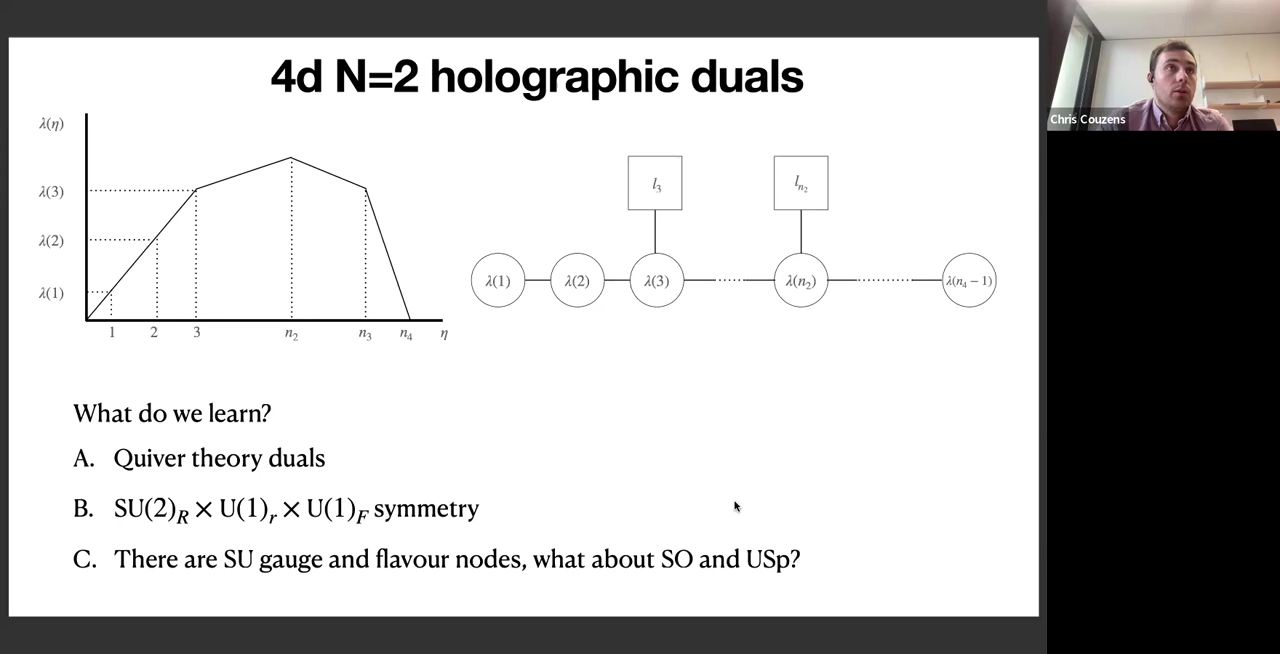 4d N=2 holographic duals
λ(η)
λ(3)
λ(2)
λ(1)
1 2 3 n₂ n₃ n₄ η
l₃ lₙ₂
λ(1) λ(2) λ(3) λ(n₂) λ(n₄ − 1)
What do we learn?
A. Quiver theory duals
B. SU(2)_R × U(1)_r × U(1)_F symmetry
C. There are SU gauge and flavour nodes, what about SO and USp?
Chris Couzens